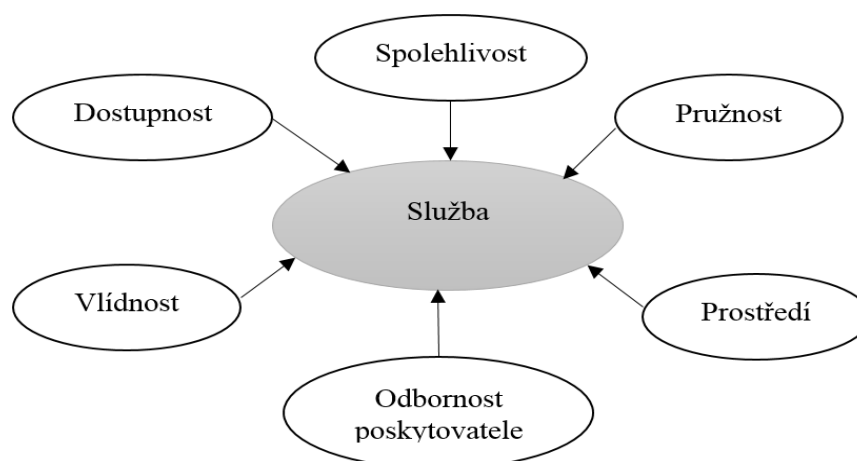 Spolehlivost
Dostupnost
Pružnost
Služba
Vlídnost
Prostředí
Odbornost
poskytovatele